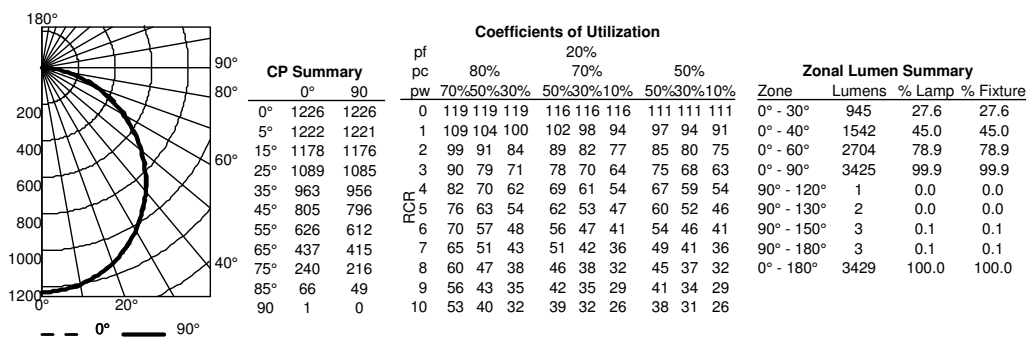 180°
90°
80°
60°
40°
200
400
600
800
1000
1200
0° 20°
0° 90°
CP Summary
0° 90
0° 1226 1226
5° 1222 1221
15° 1178 1176
25° 1089 1085
35° 963 956
45° 805 796
55° 626 612
65° 437 415
75° 240 216
85° 66 49
90 1 0
Coefficients of Utilization
pf 20%
pc 80% 70% 50%
pw 70%50%30% 50%30%10% 50%30%10%
RCR
0 119 119 119 116 116 116 111 111 111
1 109 104 100 102 98 94 97 94 91
2 99 91 84 89 82 77 85 80 75
3 90 79 71 78 70 64 75 68 63
4 82 70 62 69 61 54 67 59 54
5 76 63 54 62 53 47 60 52 46
6 70 57 48 56 47 41 54 46 41
7 65 51 43 51 42 36 49 41 36
8 60 47 38 46 38 32 45 37 32
9 56 43 35 42 35 29 41 34 29
10 53 40 32 39 32 26 38 31 26
Zonal Lumen Summary
Zone Lumens % Lamp % Fixture
0° - 30° 945 27.6 27.6
0° - 40° 1542 45.0 45.0
0° - 60° 2704 78.9 78.9
0° - 90° 3425 99.9 99.9
90° - 120° 1 0.0 0.0
90° - 130° 2 0.0 0.0
90° - 150° 3 0.1 0.1
90° - 180° 3 0.1 0.1
0° - 180° 3429 100.0 100.0